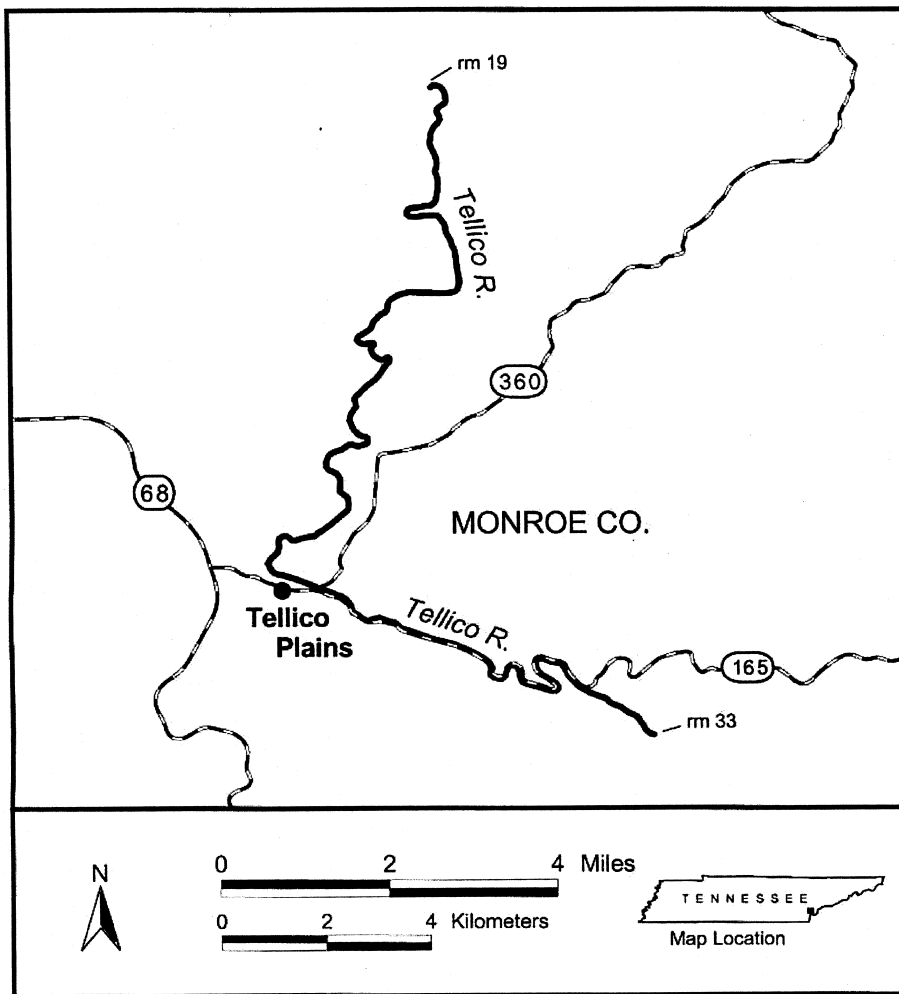 rm 19
Tellico R.
360
68
MONROE CO.
Tellico
Plains
Tellico R.
165
rm 33
N
0 2 4 Miles
0 2 4 Kilometers
TENNESSEE
Map Location